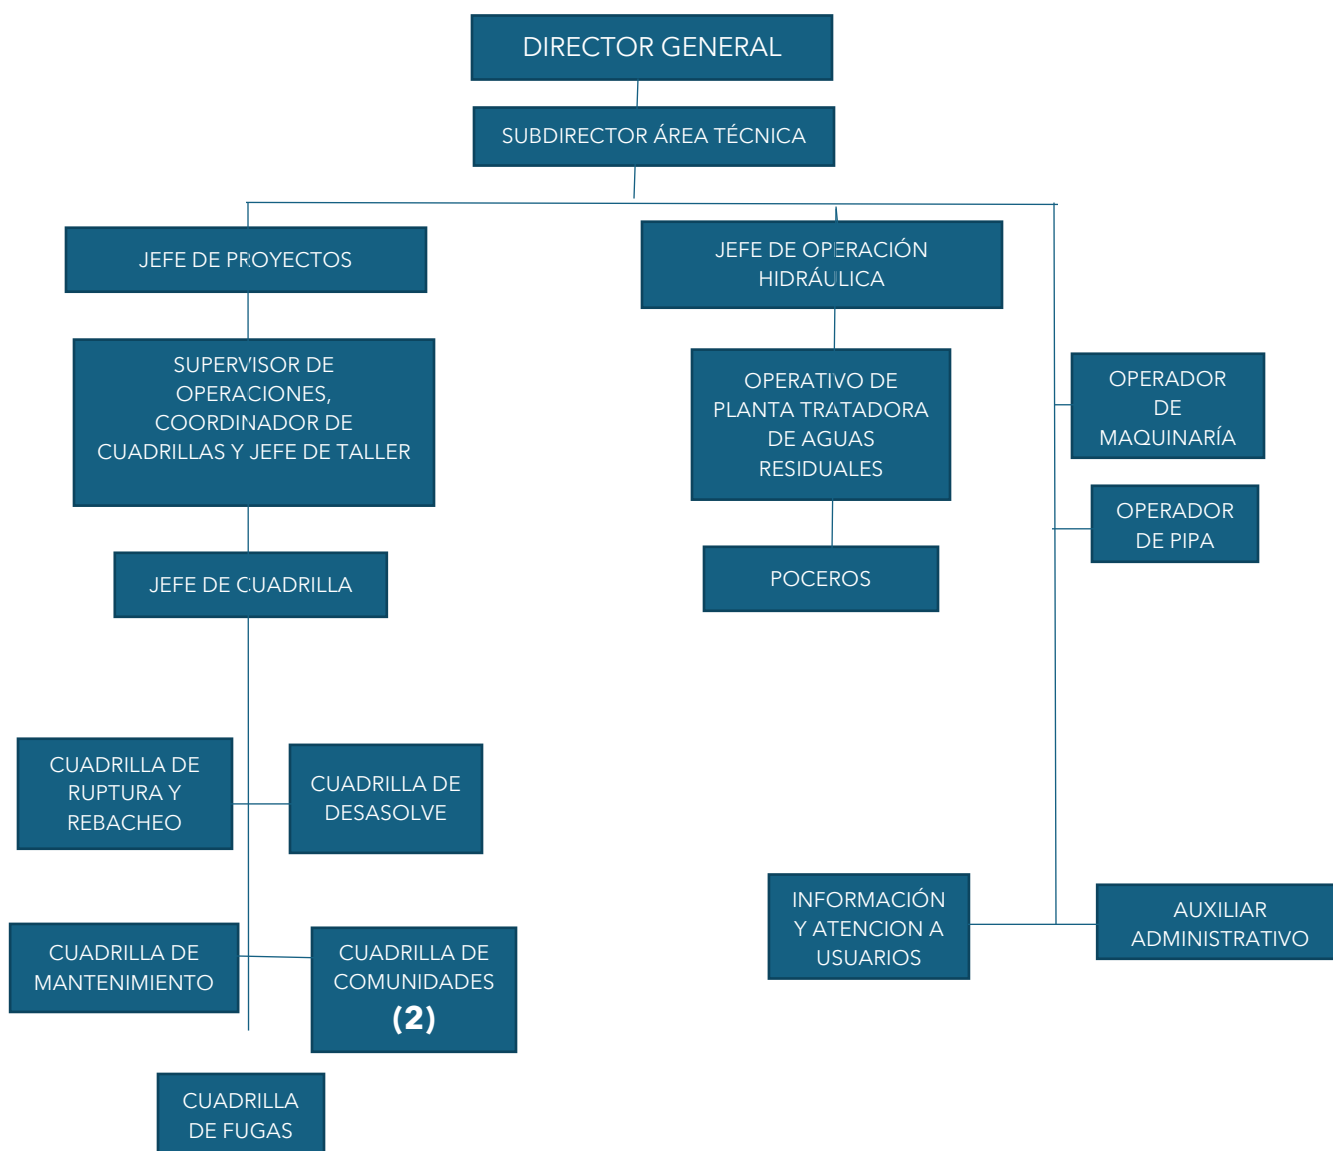 DIRECTOR GENERAL
SUBDIRECTOR ÁREA TÉCNICA
JEFE DE PROYECTOS
JEFE DE OPERACIÓN
HIDRÁULICA
SUPERVISOR DE
OPERACIONES,
COORDINADOR DE
CUADRILLAS Y JEFE DE TALLER
OPERATIVO DE
PLANTA TRATADORA
DE AGUAS
RESIDUALES
OPERADOR
DE
MAQUINARÍA
OPERADOR
DE PIPA
JEFE DE CUADRILLA
POCEROS
CUADRILLA DE
RUPTURA Y
REBACHEO
CUADRILLA DE
DESASOLVE
INFORMACIÓN
Y ATENCION A
USUARIOS
AUXILIAR
ADMINISTRATIVO
CUADRILLA DE
MANTENIMIENTO
CUADRILLA DE
COMUNIDADES
(2)
CUADRILLA
DE FUGAS